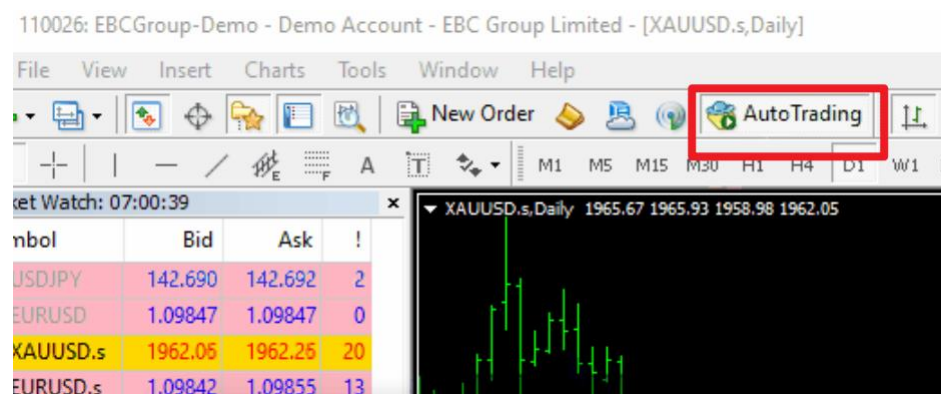 110026: EBCGroup-Demo - Demo Account - EBC Group Limited - [XAUUSD.s,Daily]
File View Insert Charts Tools Window Help
New Order AutoTrading
E F A T M1 M5 M15 M30 H1 H4 D1 W1
ket Watch: 07:00:39 ×
XAUUSD.s,Daily 1965.67 1965.93 1958.98 1962.05
mbol Bid Ask !
USDJPY 142.690 142.692 2
EURUSD 1.09847 1.09847 0
XAUUSD.s 1962.06 1962.26 20
EURUSD.s 1.09842 1.09855 13